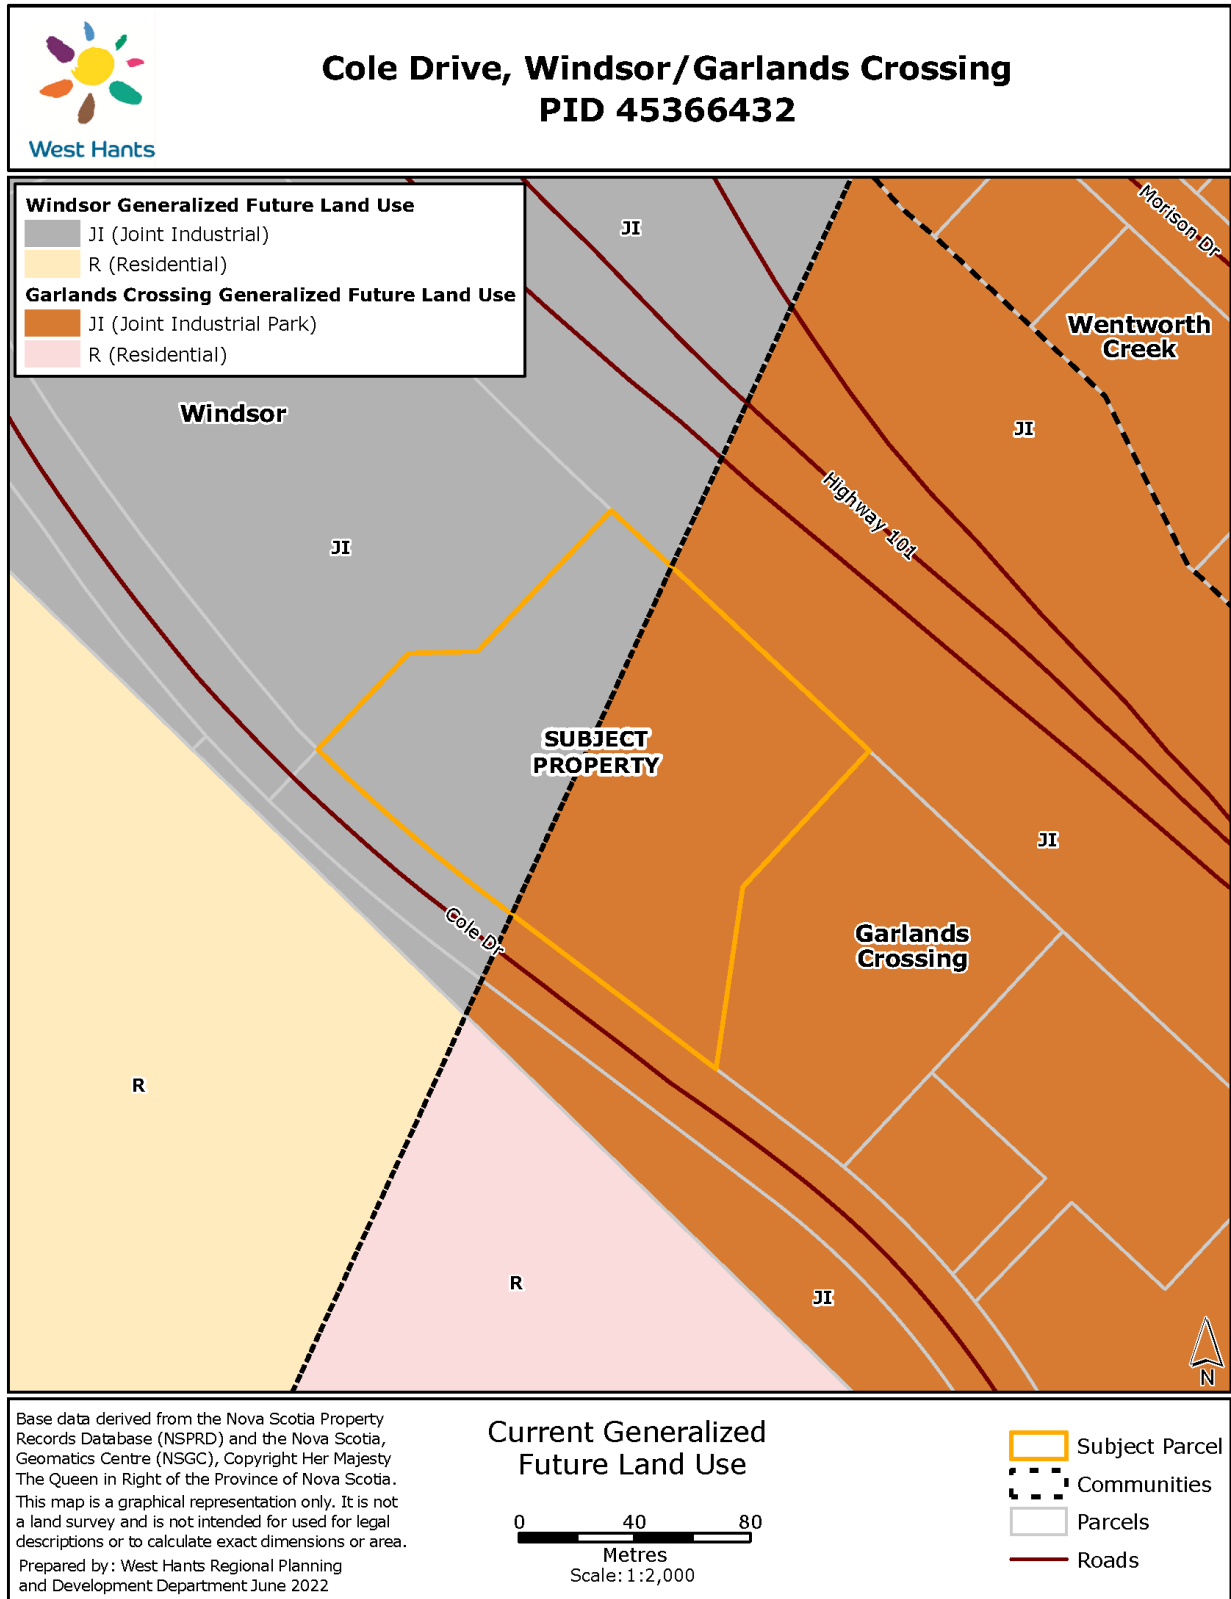 Cole Drive, Windsor/Garlands Crossing
PID 45366432
West Hants
Windsor Generalized Future Land Use
JI (Joint Industrial)
R (Residential)
Garlands Crossing Generalized Future Land Use
JI (Joint Industrial Park)
R (Residential)
JI
Morison Dr
Wentworth
Creek
Windsor
JI
Highway 101
JI
SUBJECT
PROPERTY
JI
Cole Dr
Garlands
Crossing
R
R
JI
N
Base data derived from the Nova Scotia Property
Records Database (NSPRD) and the Nova Scotia,
Geomatics Centre (NSGC), Copyright Her Majesty
The Queen in Right of the Province of Nova Scotia.
This map is a graphical representation only. It is not
a land survey and is not intended for used for legal
descriptions or to calculate exact dimensions or area.
Prepared by: West Hants Regional Planning
and Development Department June 2022
Current Generalized
Future Land Use
0 40 80
Metres
Scale: 1:2,000
Subject Parcel
Communities
Parcels
Roads